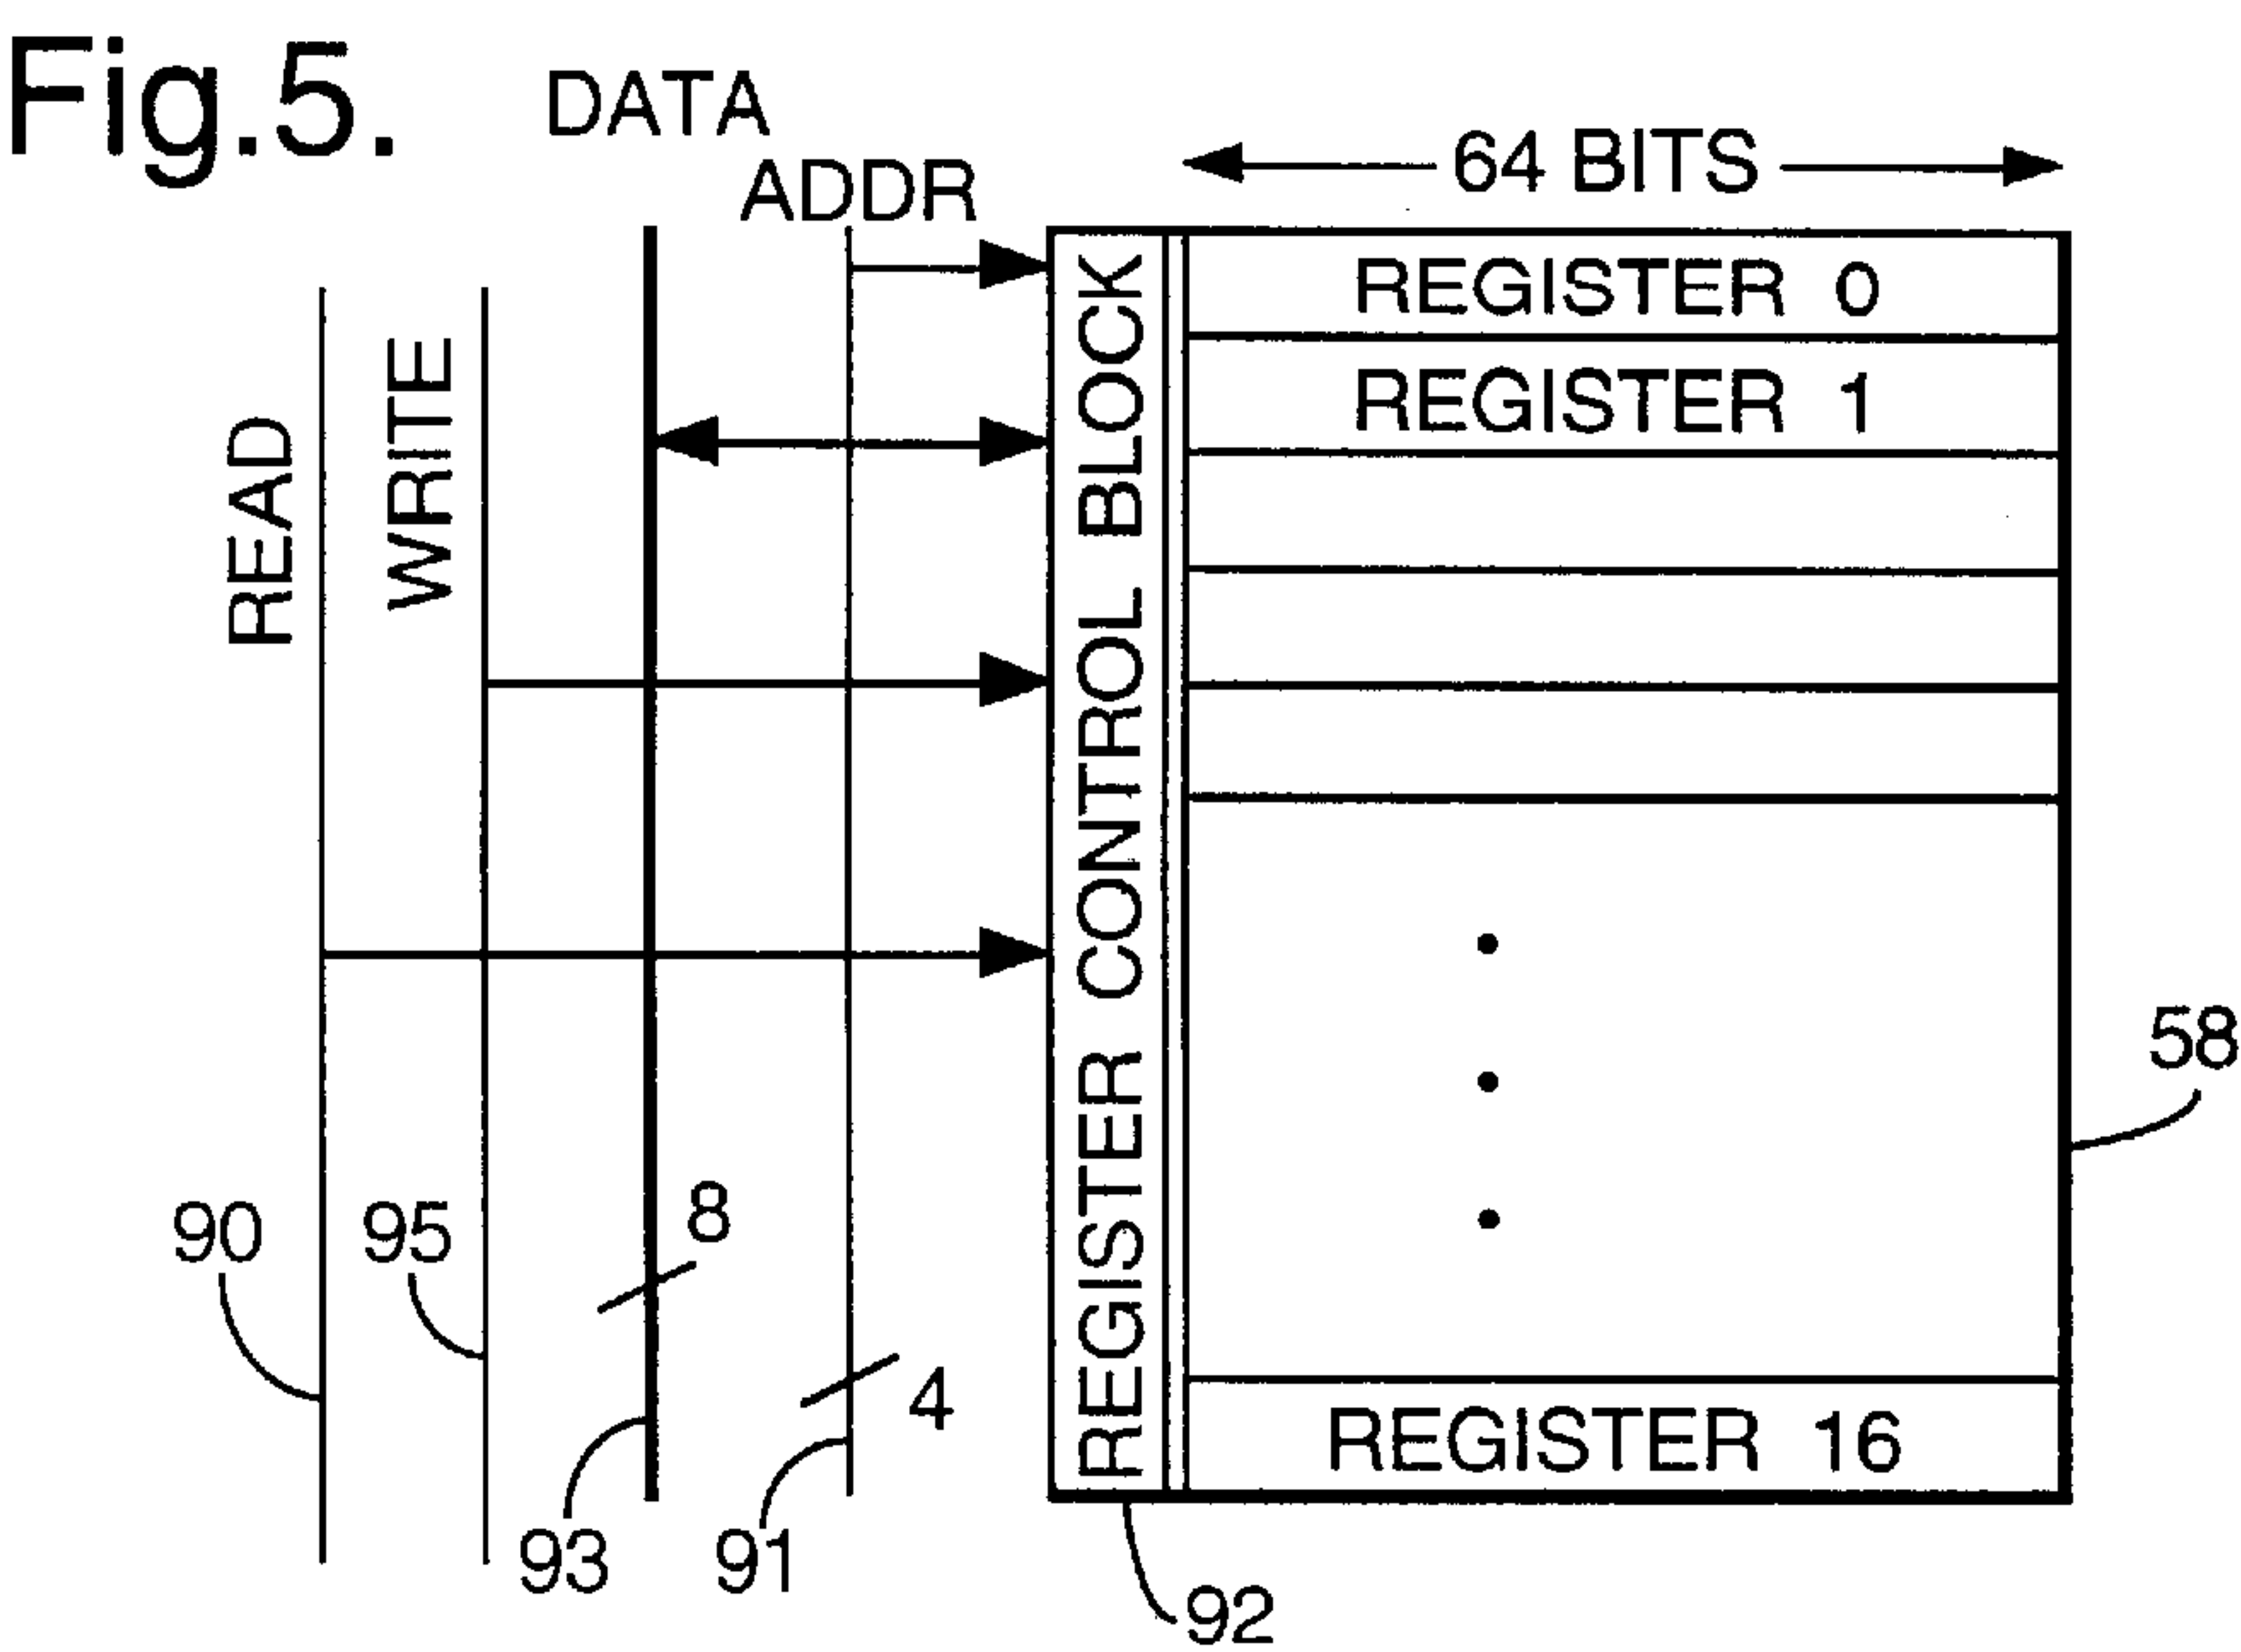 Fig.5.
DATA
ADDR
64 BITS
READ
WRITE
REGISTER CONTROL BLOCK
REGISTER 0
REGISTER 1
REGISTER 16
58
90
95
8
4
93
91
92